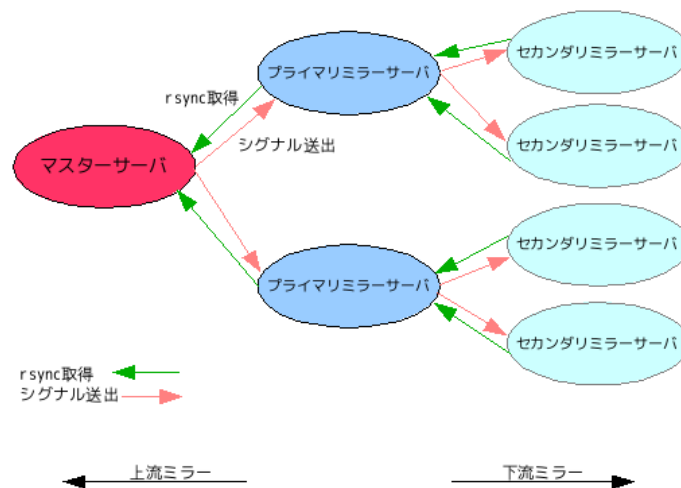 プライマリミラーサーバ
セカンダリミラーサーバ
rsync取得
シグナル送出
セカンダリミラーサーバ
マスターサーバ
セカンダリミラーサーバ
プライマリミラーサーバ
セカンダリミラーサーバ
rsync取得
シグナル送出
上流ミラー
下流ミラー